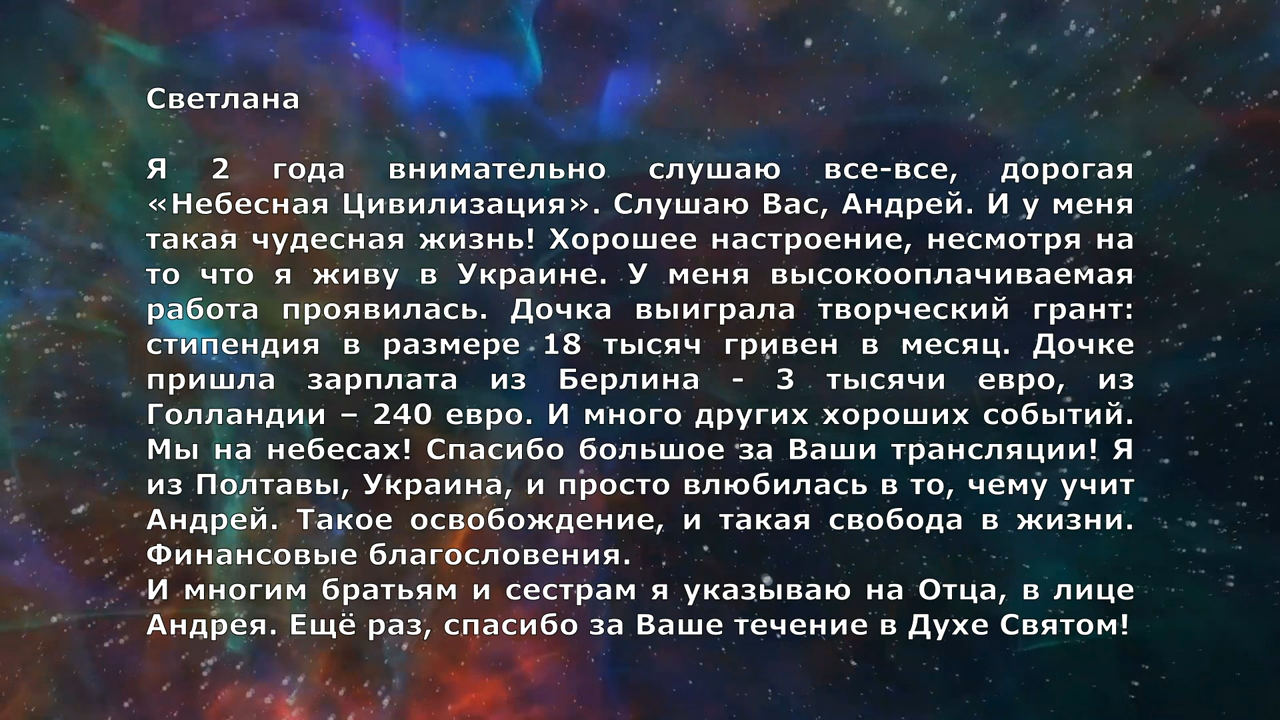 Светлана
Я 2 года внимательно слушаю все-все, дорогая
«Небесная Цивилизация». Слушаю Вас, Андрей. И у меня
такая чудесная жизнь! Хорошее настроение, несмотря на
то что я живу в Украине. У меня высокооплачиваемая
работа проявилась. Дочка выиграла творческий грант:
стипендия в размере 18 тысяч гривен в месяц. Дочке
пришла зарплата из Берлина - 3 тысячи евро, из
Голландии – 240 евро. И много других хороших событий.
Мы на небесах! Спасибо большое за Ваши трансляции! Я
из Полтавы, Украина, и просто влюбилась в то, чему учит
Андрей. Такое освобождение, и такая свобода в жизни.
Финансовые благословения.
И многим братьям и сестрам я указываю на Отца, в лице
Андрея. Ещё раз, спасибо за Ваше течение в Духе Святом!